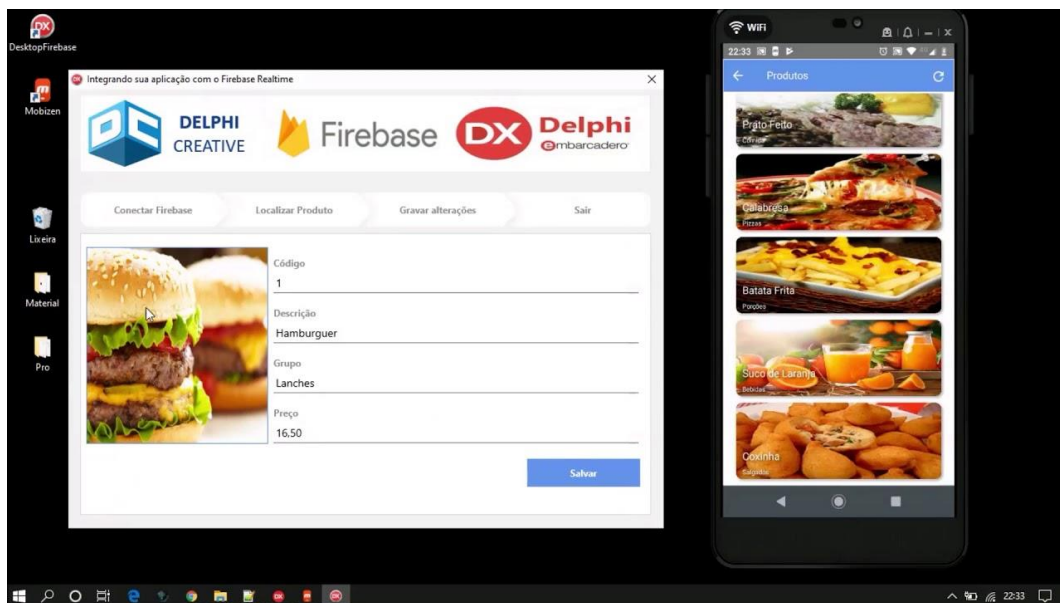 DesktopFirebase
Mobizen
Lixeira
Material
Pro
Integrando sua aplicação com o Firebase Realtime
DELPHI
CREATIVE
Firebase
DX
Delphi
embarcadero
Conectar Firebase
Localizar Produto
Gravar alterações
Sair
Código
1
Descrição
Hamburguer
Grupo
Lanches
Preço
16,50
Salvar
WiFi
22:33
Produtos
Prato Feito
Calabresa
Pizzas
Batata Frita
Porções
Suco de Laranja
Bebidas
Coxinha
Salgados
22:33